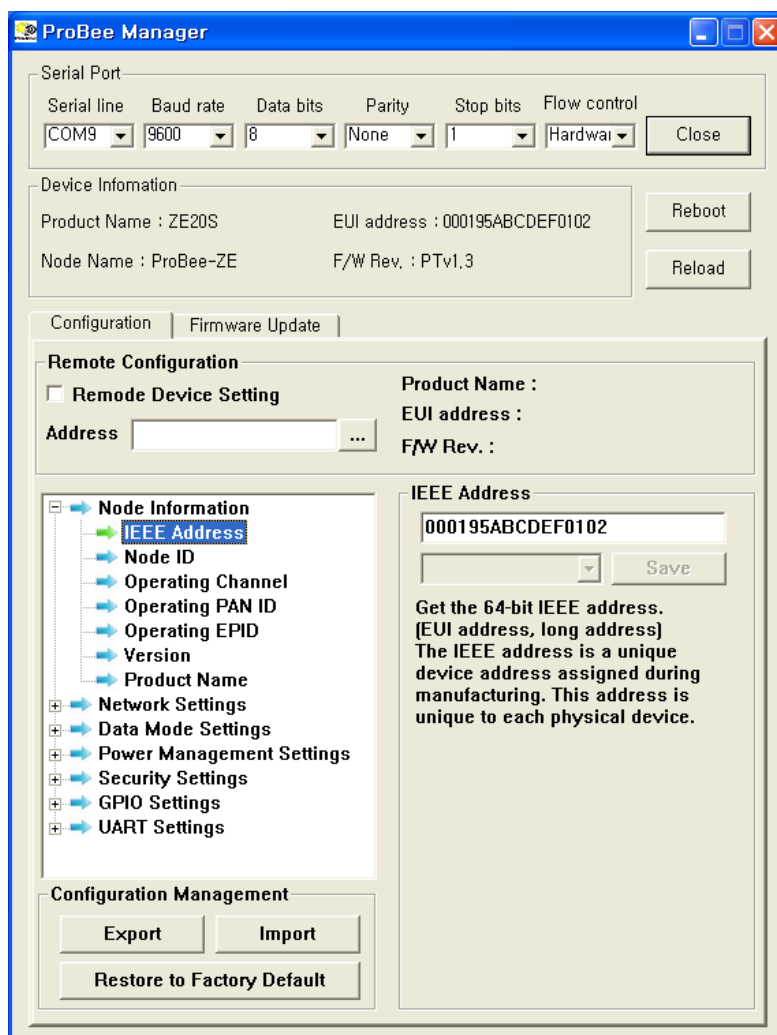 ProBee Manager
Serial Port
Serial line Baud rate Data bits Parity Stop bits Flow control
COM9 9600 8 None 1 Hardwar Close
Device Infomation
Product Name : ZE20S EUI address : 000195ABCDEF0102
Node Name : ProBee-ZE F/W Rev. : PTv1.3
Reboot
Reload
Configuration Firmware Update
Remote Configuration
Remode Device Setting
Address ...
Product Name :
EUI address :
F/W Rev. :
Node Information
IEEE Address
Node ID
Operating Channel
Operating PAN ID
Operating EPID
Version
Product Name
Network Settings
Data Mode Settings
Power Management Settings
Security Settings
GPIO Settings
UART Settings
IEEE Address
000195ABCDEF0102
Save
Get the 64-bit IEEE address.
(EUI address, long address)
The IEEE address is a unique
device address assigned during
manufacturing. This address is
unique to each physical device.
Configuration Management
Export Import
Restore to Factory Default